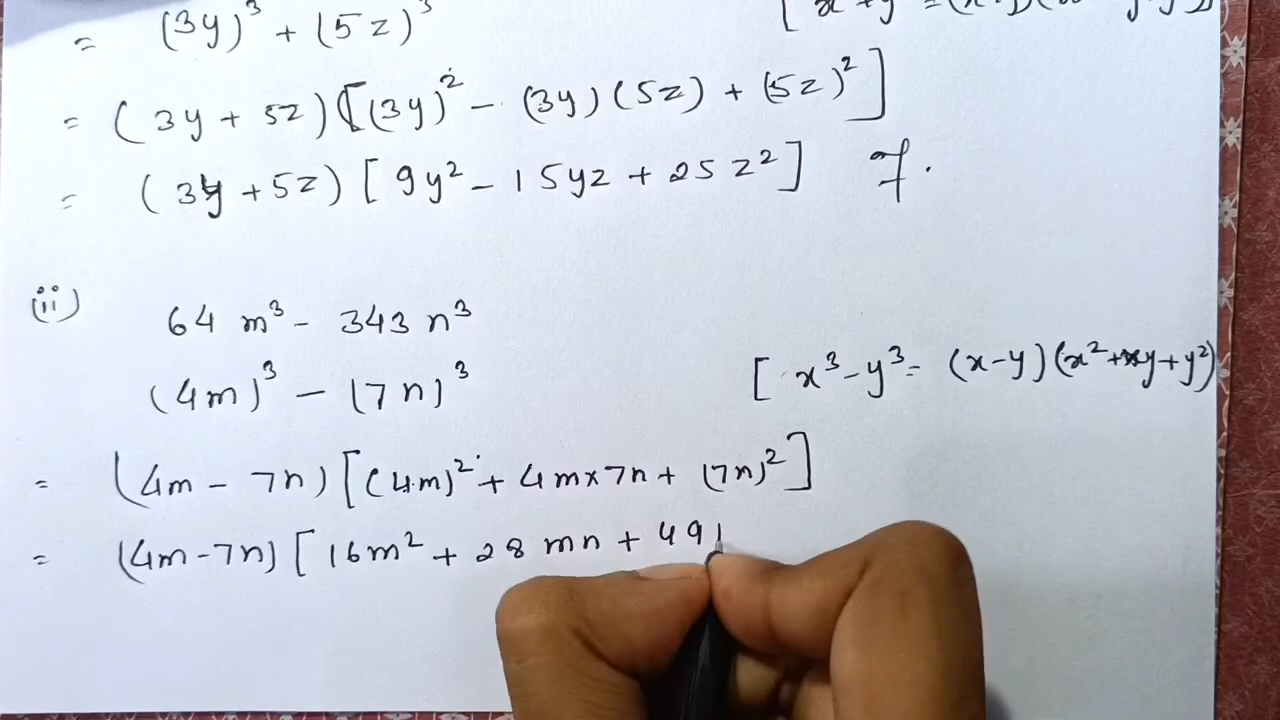 = (3y)³ + (5z)³
= (3y + 5z) [(3y)² - (3y) (5z) + (5z)²]
= (3y + 5z) [9y² - 15yz + 25z²]
(ii)
64 m³ - 343 n³
(4m)³ - (7n)³ [x³ - y³ = (x-y)(x² + xy + y²)
= (4m - 7n) [(4m)² + 4m×7n + (7n)²]
= (4m-7n) [16m² + 28 mn + 49